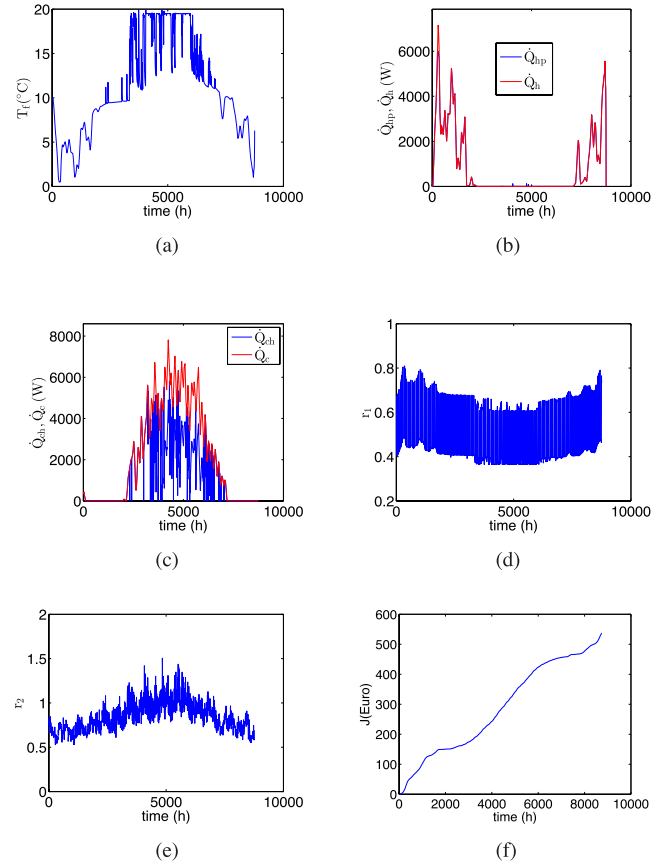 20
15
10
5
0
T_f(°C)
0 5000 10000
time (h)
(a)
6000
4000
2000
0
Q̇_hp, Q̇_h (W)
Q̇_hp
Q̇_h
0 5000 10000
time (h)
(b)
8000
6000
4000
2000
0
Q̇_ch, Q̇_c (W)
Q̇_ch
Q̇_c
0 5000 10000
time (h)
(c)
1
0.8
0.6
0.4
0.2
r_1
0 5000 10000
time (h)
(d)
2
1.5
1
0.5
0
r_2
0 5000 10000
time (h)
(e)
600
500
400
300
200
100
0
J(Euro)
0 2000 4000 6000 8000 10000
time (h)
(f)